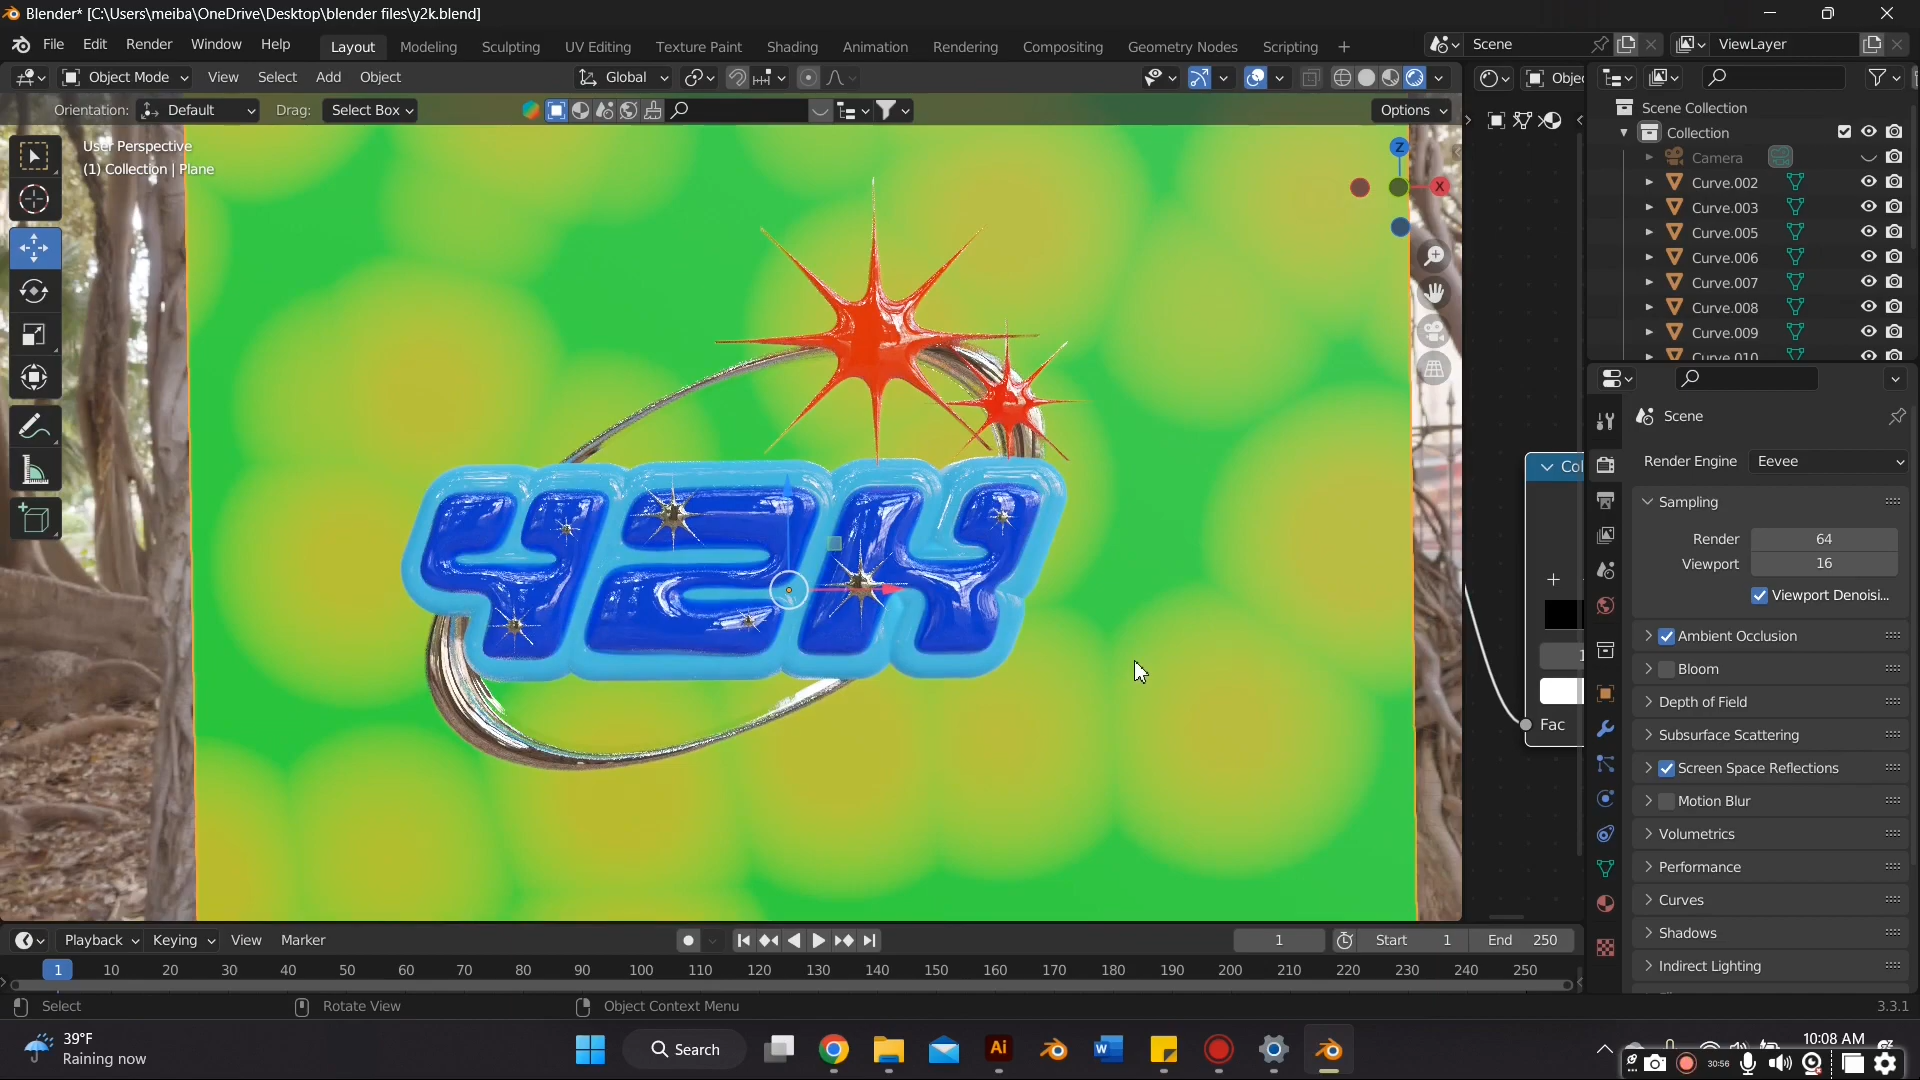 Blender* [C:\Users\meiba\OneDrive\Desktop\blender files\y2k.blend]
File Edit Render Window Help Layout Modeling Sculpting UV Editing Texture Paint Shading Animation Rendering Compositing Geometry Nodes Scripting + Scene ViewLayer
Object Mode View Select Add Object Global Objec
Orientation: Default Drag: Select Box Options
User Perspective
(1) Collection | Plane
Z
X
Y2K
Col
Fac
Scene Collection
Collection
Camera
Curve.002
Curve.003
Curve.005
Curve.006
Curve.007
Curve.008
Curve.009
Curve.010
Scene
Render Engine Eevee
Sampling
Render 64
Viewport 16
Viewport Denoisi...
Ambient Occlusion
Bloom
Depth of Field
Subsurface Scattering
Screen Space Reflections
Motion Blur
Volumetrics
Performance
Curves
Shadows
Indirect Lighting
Playback Keying View Marker 1 Start 1 End 250
1 10 20 30 40 50 60 70 80 90 100 110 120 130 140 150 160 170 180 190 200 210 220 230 240 250
Select Rotate View Object Context Menu 3.3.1
39°F
Raining now
Search
Ai
W
10:08 AM
30:56